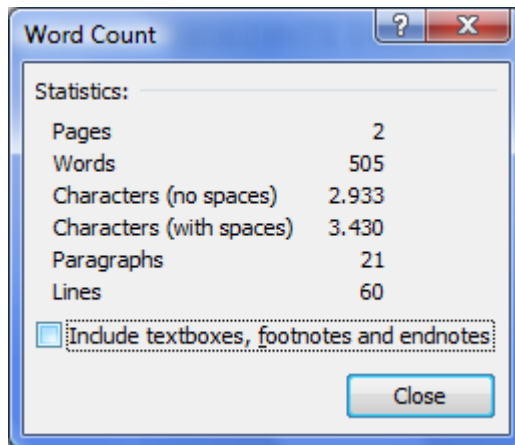 Word Count
?
X
Statistics:
Pages 2
Words 505
Characters (no spaces) 2.933
Characters (with spaces) 3.430
Paragraphs 21
Lines 60
Include textboxes, footnotes and endnotes
Close